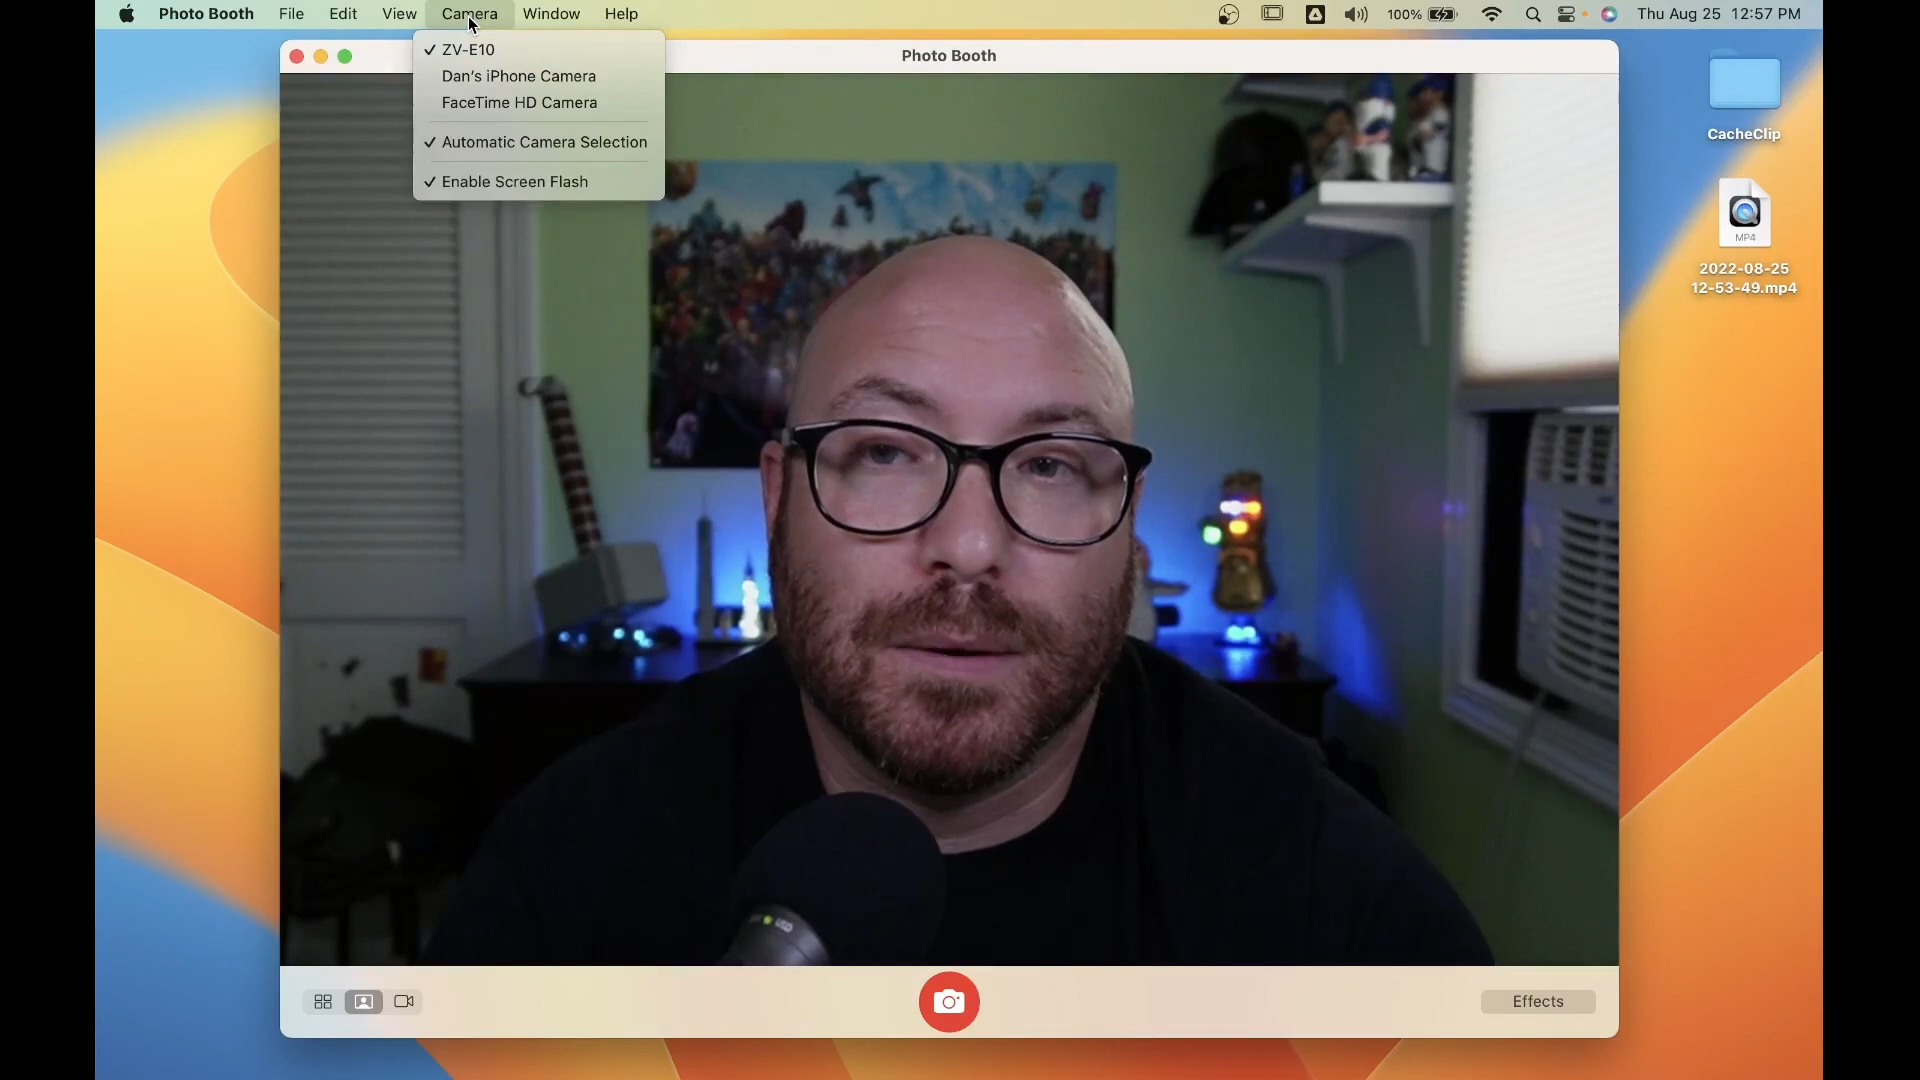 Photo Booth File Edit View Camera Window Help 100% Thu Aug 25 12:57 PM
Photo Booth
✓ ZV-E10
Dan's iPhone Camera
FaceTime HD Camera
✓ Automatic Camera Selection
✓ Enable Screen Flash
CacheClip
MP4
2022-08-25
12-53-49.mp4
Effects